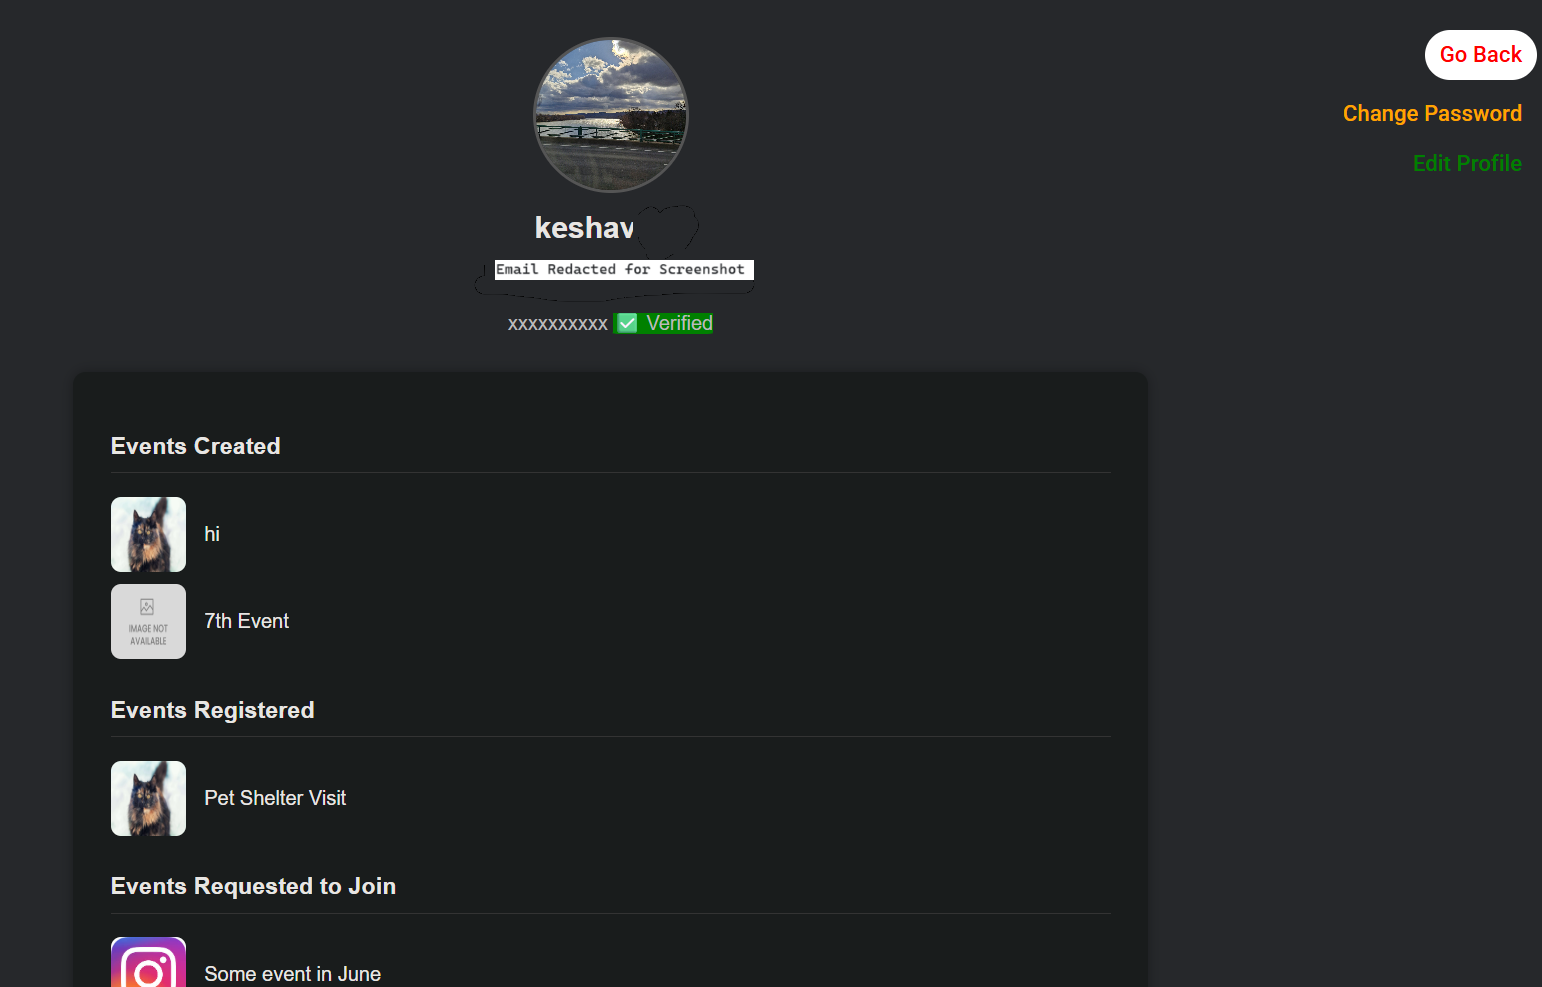 Go Back
Change Password
Edit Profile
keshav
Email Redacted for Screenshot
xxxxxxxxxx ✅ Verified
Events Created
hi
IMAGE NOT
AVAILABLE
7th Event
Events Registered
Pet Shelter Visit
Events Requested to Join
Some event in June